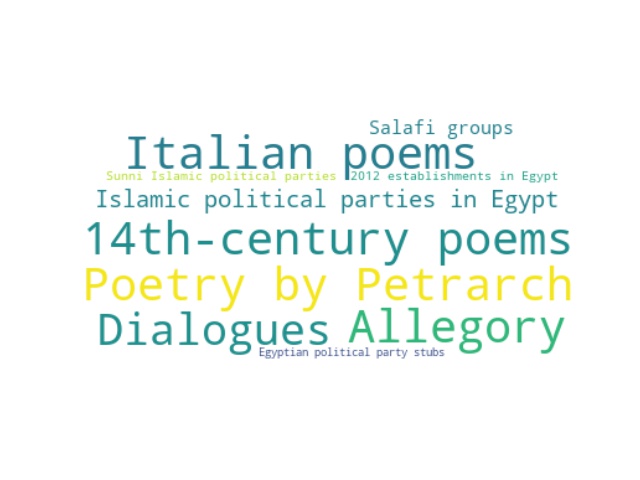 Salafi groups
Italian poems
Sunni Islamic political parties
2012 establishments in Egypt
Islamic political parties in Egypt
14th-century poems
Poetry by Petrarch
Dialogues
Allegory
Egyptian political party stubs